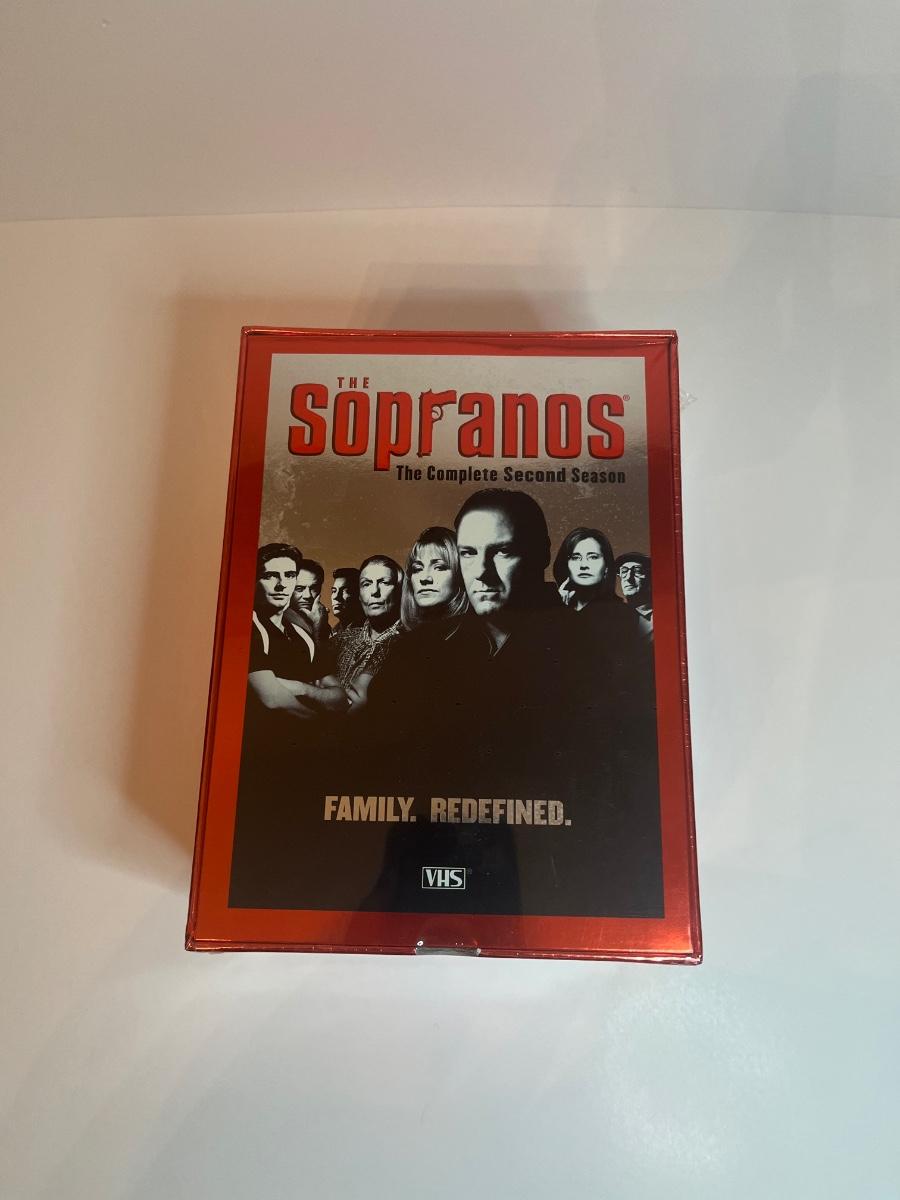 THE
Sopranos®
The Complete Second Season
FAMILY. REDEFINED.
VHS